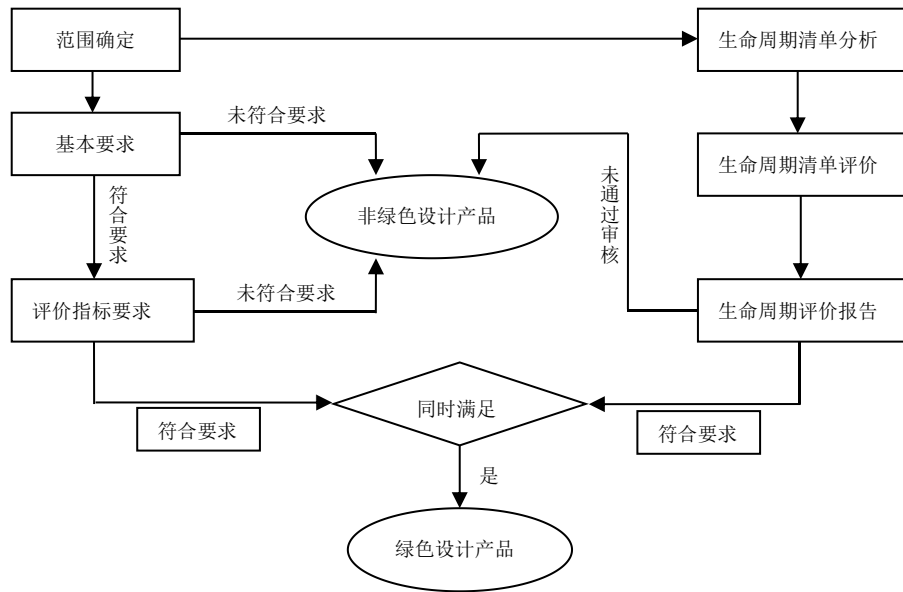 范围确定
生命周期清单分析
未符合要求
基本要求
生命周期清单评价
符合要求
非绿色设计产品
未通过审核
评价指标要求
未符合要求
生命周期评价报告
同时满足
符合要求
符合要求
是
绿色设计产品